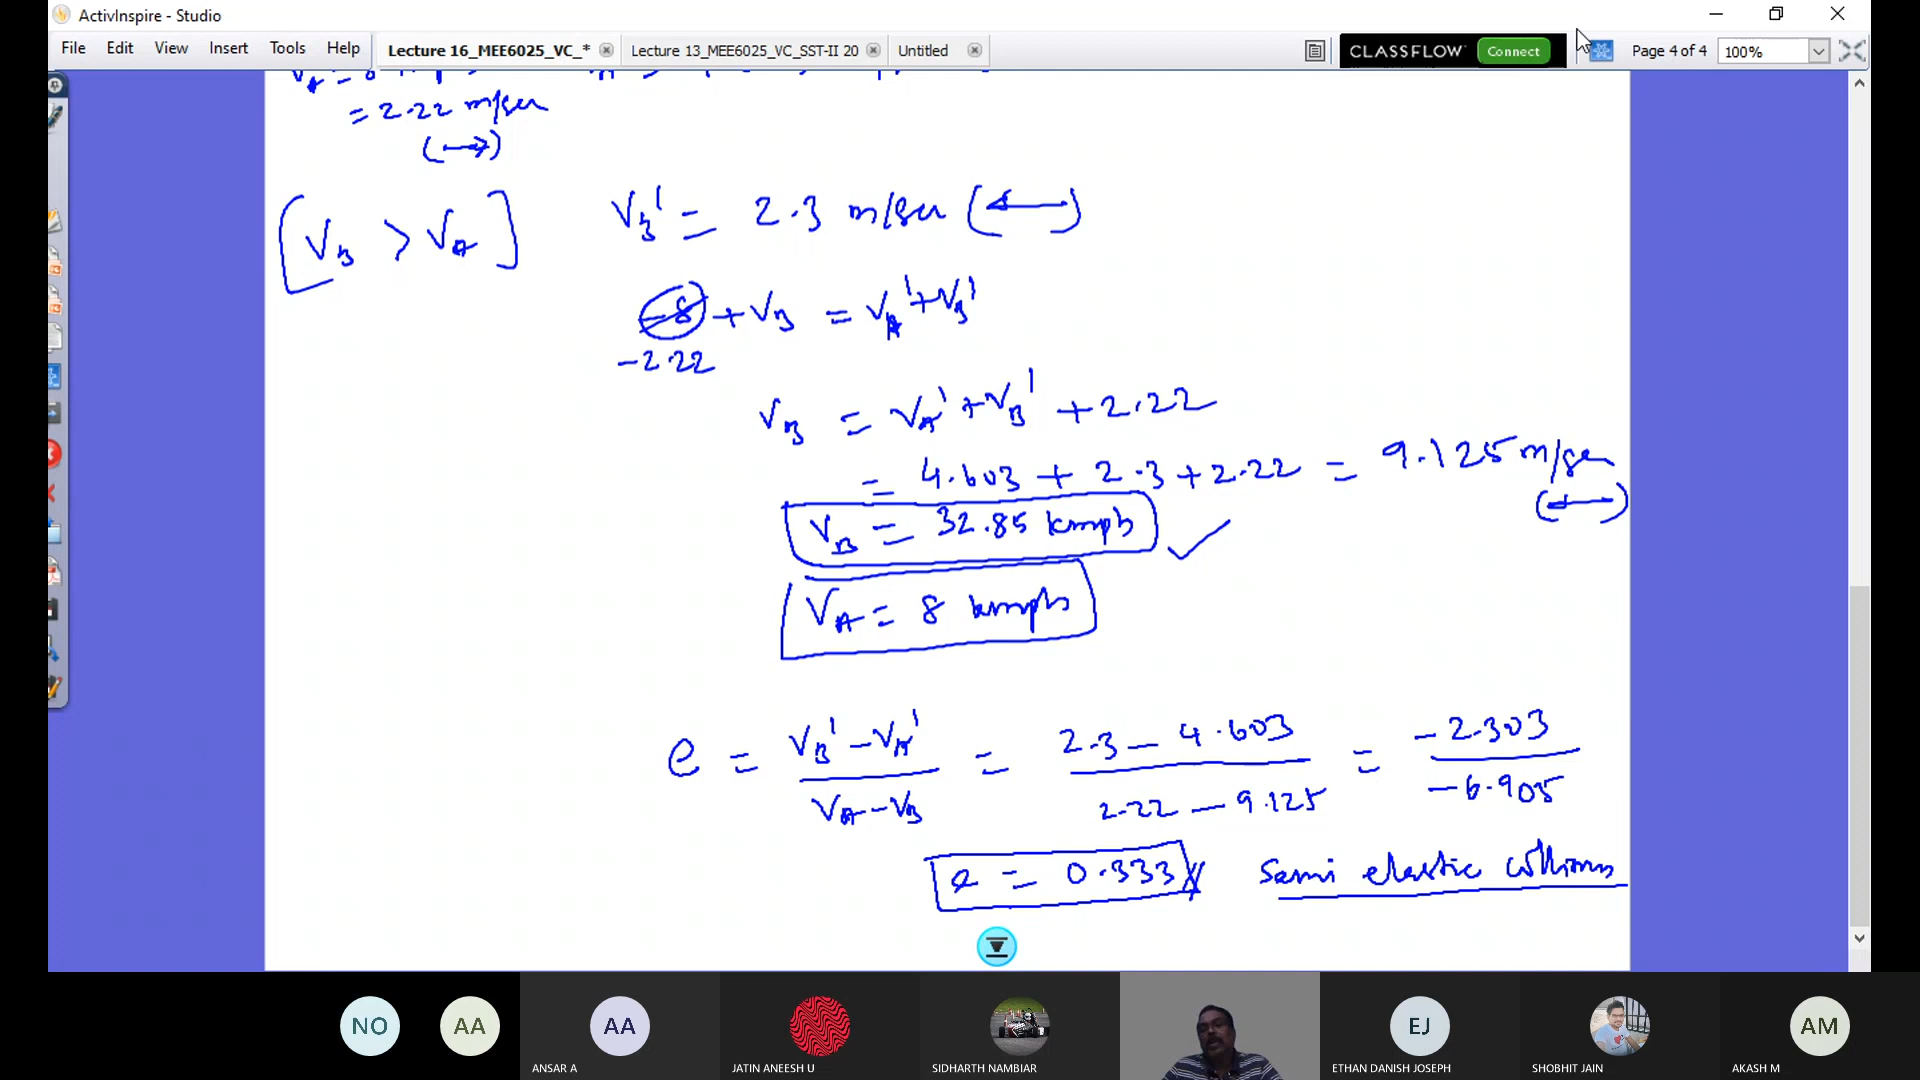 ActivInspire - Studio
File Edit View Insert Tools Help
Lecture 16_MEE6025_VC_ *
Lecture 13_MEE6025_VC_SST-II 20
Untitled
CLASSFLOW Connect
Page 4 of 4
100%
= 2.22 m/sec
(→)
[V_B > V_A]
V_B' = 2.3 m/sec (←)
-8 + V_B = V_A' + V_B'
-2.22
V_B = V_A' + V_B' + 2.22
= 4.603 + 2.3 + 2.22 = 9.125 m/sec
(←)
V_B = 32.85 kmph ✓
V_A = 8 kmph
e = (V_B' - V_A') / (V_A - V_B) = (2.3 - 4.603) / (2.22 - 9.125) = -2.303 / -6.905
e = 0.333 // Semi elastic collisions
NO
AA
AA
EJ
AM
ANSAR A
JATIN ANEESH U
SIDHARTH NAMBIAR
ETHAN DANISH JOSEPH
SHOBHIT JAIN
AKASH M